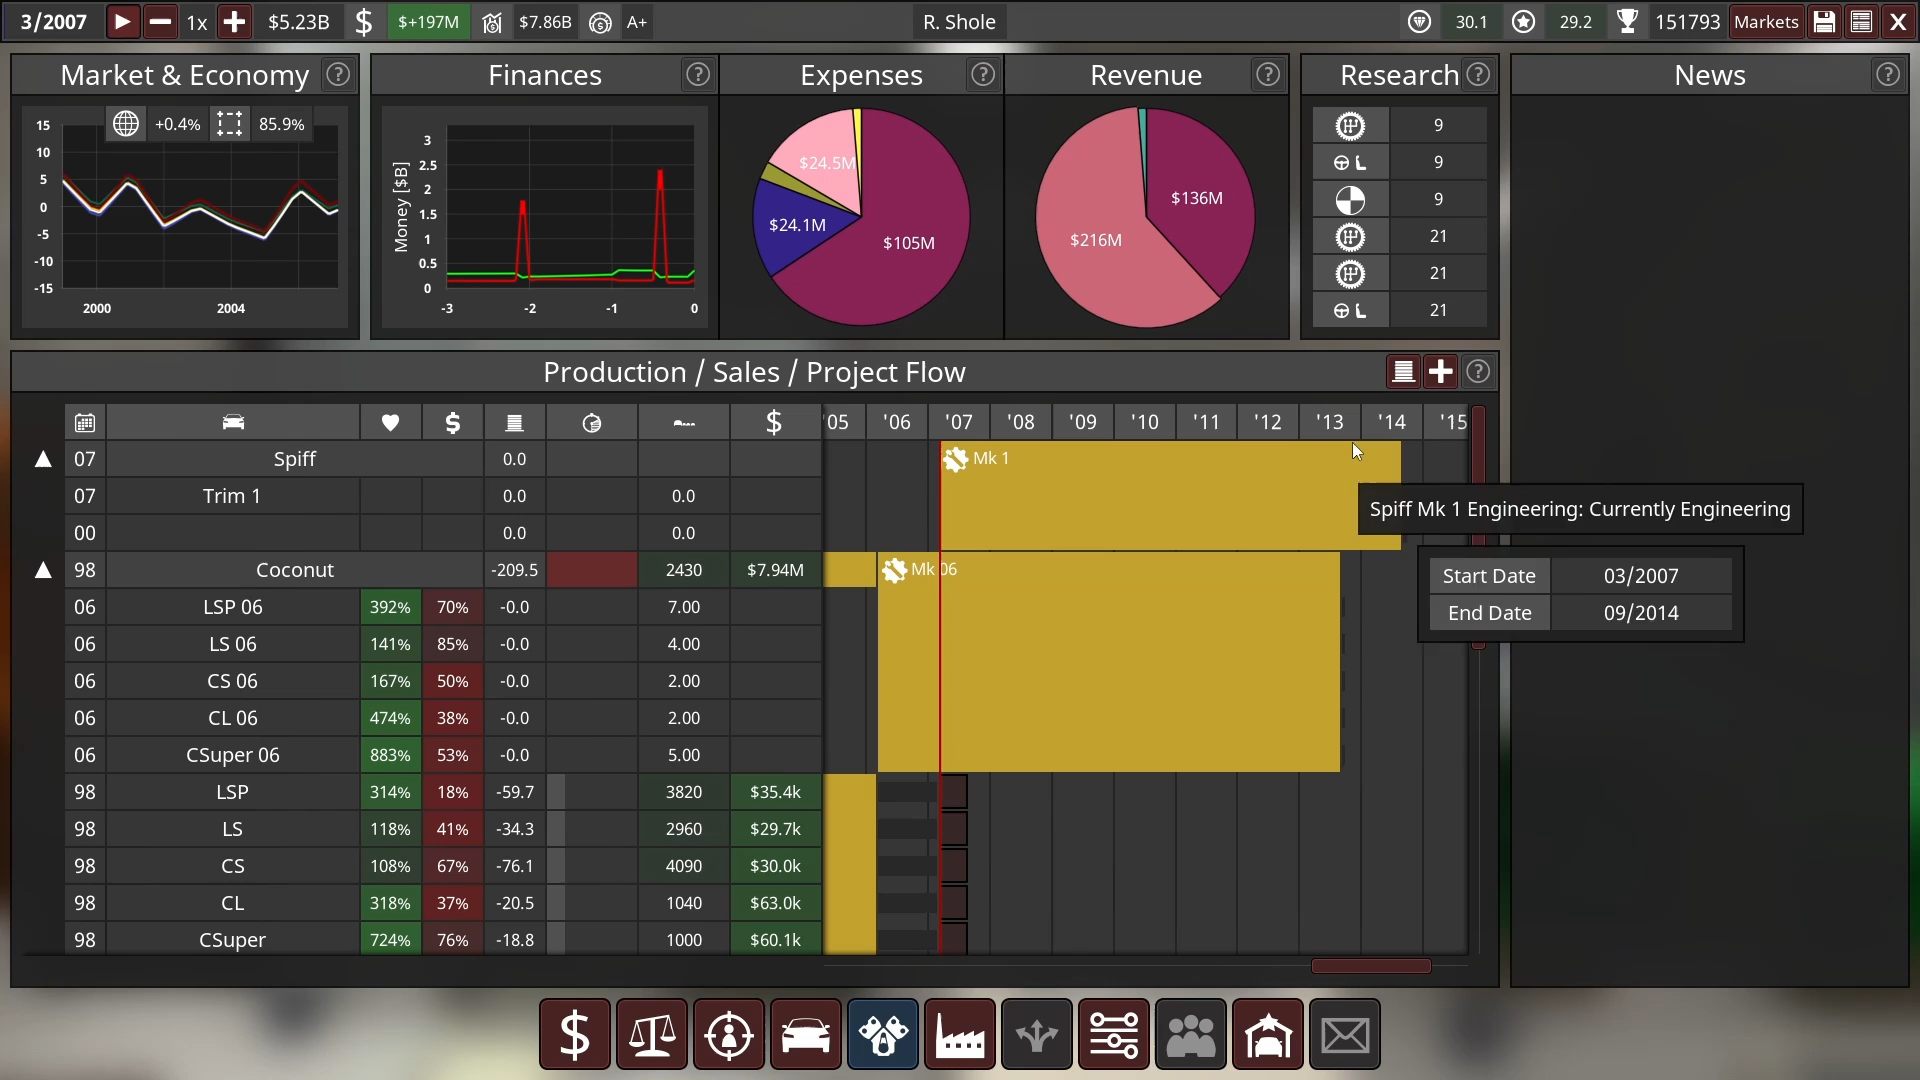 3/2007 1x $5.23B $+197M $7.86B A+ R. Shole 30.1 29.2 151793 Markets X
Market & Economy ?
+0.4% 85.9%
15
10
5
0
-5
-10
-15
2000 2004
Finances ?
Money [$B]
3
2.5
2
1.5
1
0.5
0
-3 -2 -1 0
Expenses ?
$24.5M
$24.1M
$105M
Revenue ?
$136M
$216M
Research ?
9
9
9
21
21
21
News ?
Production / Sales / Project Flow ?
$ $ '05 '06 '07 '08 '09 '10 '11 '12 '13 '14 '15
07 Spiff 0.0 Mk 1
07 Trim 1 0.0 0.0
00 0.0 0.0
98 Coconut -209.5 2430 $7.94M Mk 06
06 LSP 06 392% 70% -0.0 7.00
06 LS 06 141% 85% -0.0 4.00
06 CS 06 167% 50% -0.0 2.00
06 CL 06 474% 38% -0.0 2.00
06 CSuper 06 883% 53% -0.0 5.00
98 LSP 314% 18% -59.7 3820 $35.4k
98 LS 118% 41% -34.3 2960 $29.7k
98 CS 108% 67% -76.1 4090 $30.0k
98 CL 318% 37% -20.5 1040 $63.0k
98 CSuper 724% 76% -18.8 1000 $60.1k
Spiff Mk 1 Engineering: Currently Engineering
Start Date 03/2007
End Date 09/2014